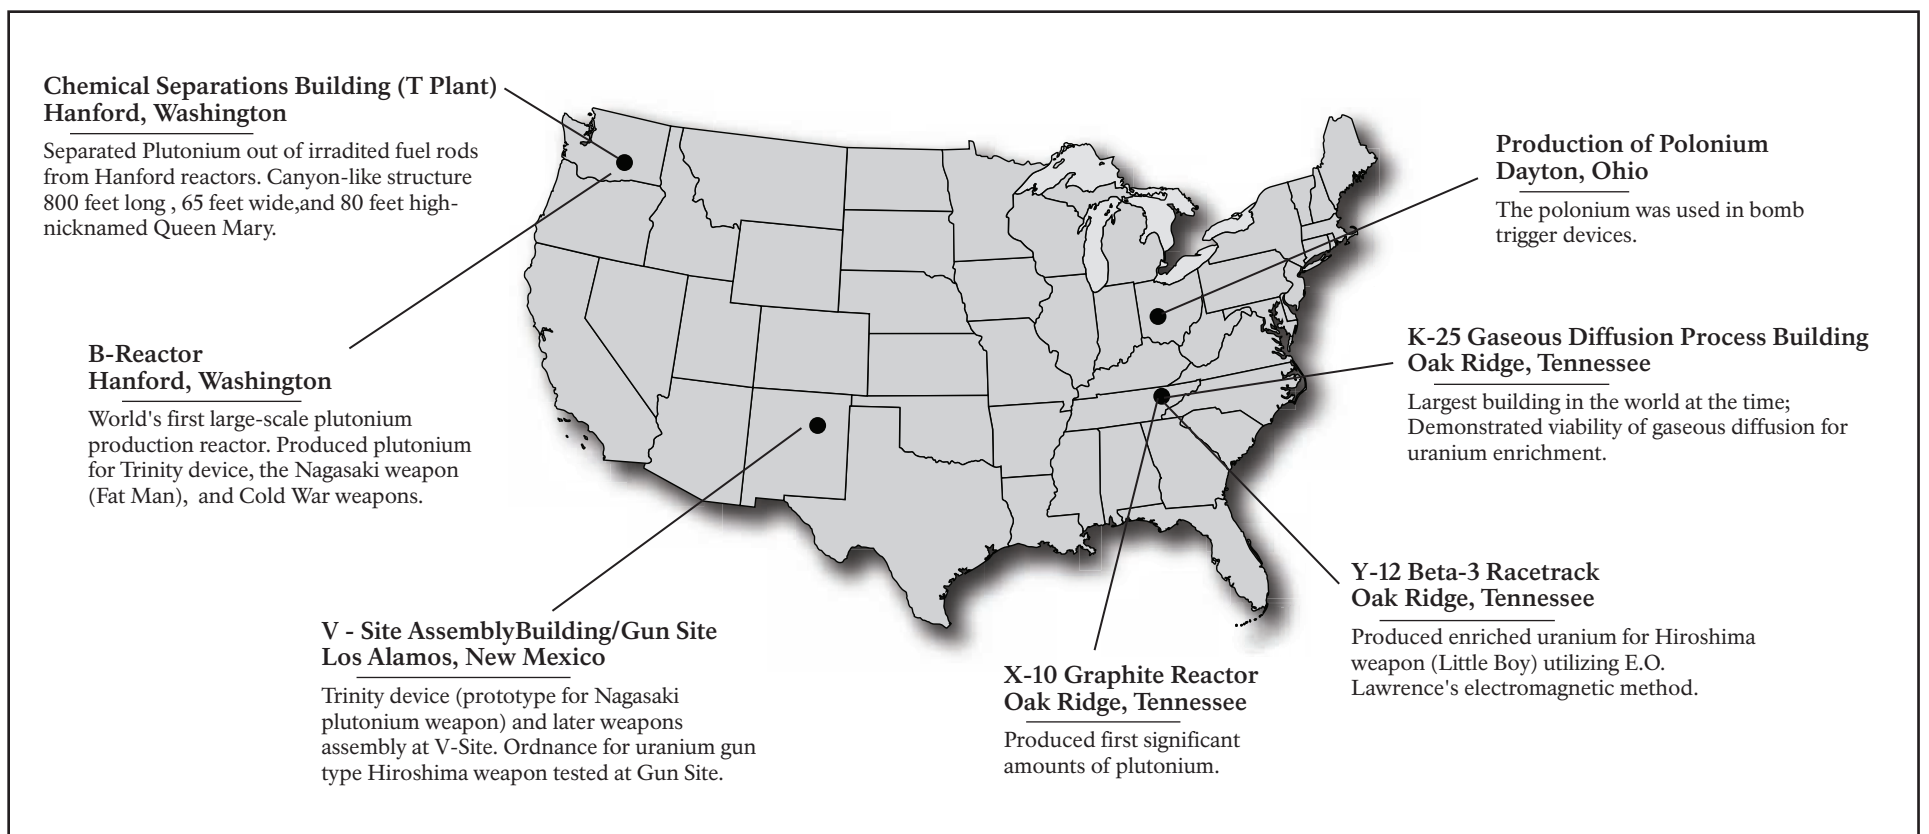 Chemical Separations Building (T Plant)
Hanford, Washington
Separated Plutonium out of irradited fuel rods
from Hanford reactors. Canyon-like structure
800 feet long , 65 feet wide,and 80 feet high-
nicknamed Queen Mary.
B-Reactor
Hanford, Washington
World's first large-scale plutonium
production reactor. Produced plutonium
for Trinity device, the Nagasaki weapon
(Fat Man),  and Cold War weapons.
V - Site AssemblyBuilding/Gun Site
Los Alamos, New Mexico
Trinity device (prototype for Nagasaki
plutonium weapon) and later weapons
assembly at V-Site. Ordnance for uranium gun
type Hiroshima weapon tested at Gun Site.
Production of Polonium
Dayton, Ohio
The polonium was used in bomb
trigger devices.
K-25 Gaseous Diffusion Process Building
Oak Ridge, Tennessee
Largest building in the world at the time;
Demonstrated viability of gaseous diffusion for
uranium enrichment.
Y-12 Beta-3 Racetrack
Oak Ridge, Tennessee
Produced enriched uranium for Hiroshima
weapon (Little Boy) utilizing E.O.
Lawrence's electromagnetic method.
X-10 Graphite Reactor
Oak Ridge, Tennessee
Produced first significant
amounts of plutonium.